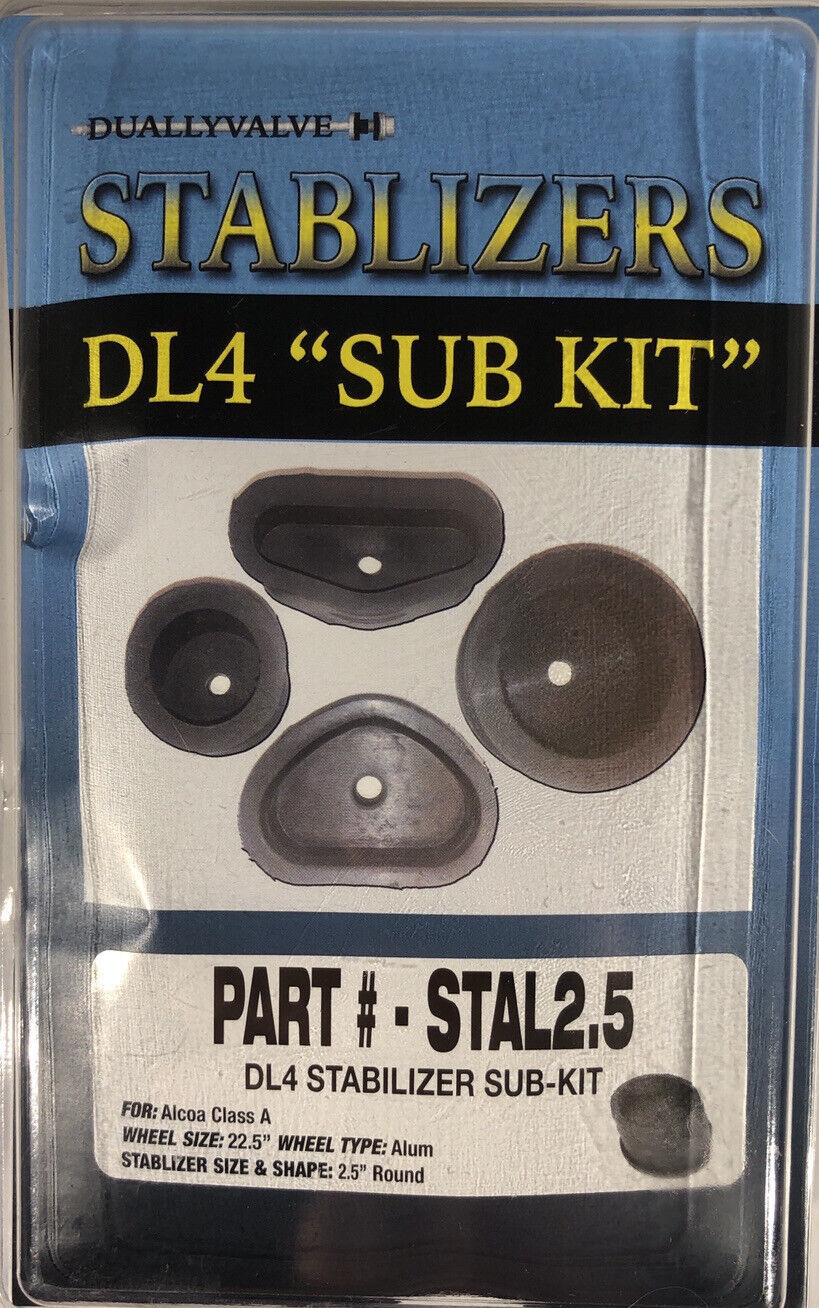 DUALLYVALVE
STABLIZERS
DL4 “SUB KIT”
PART # - STAL2.5
DL4 STABILIZER SUB-KIT
FOR: Alcoa Class A
WHEEL SIZE: 22.5” WHEEL TYPE: Alum
STABLIZER SIZE & SHAPE: 2.5” Round